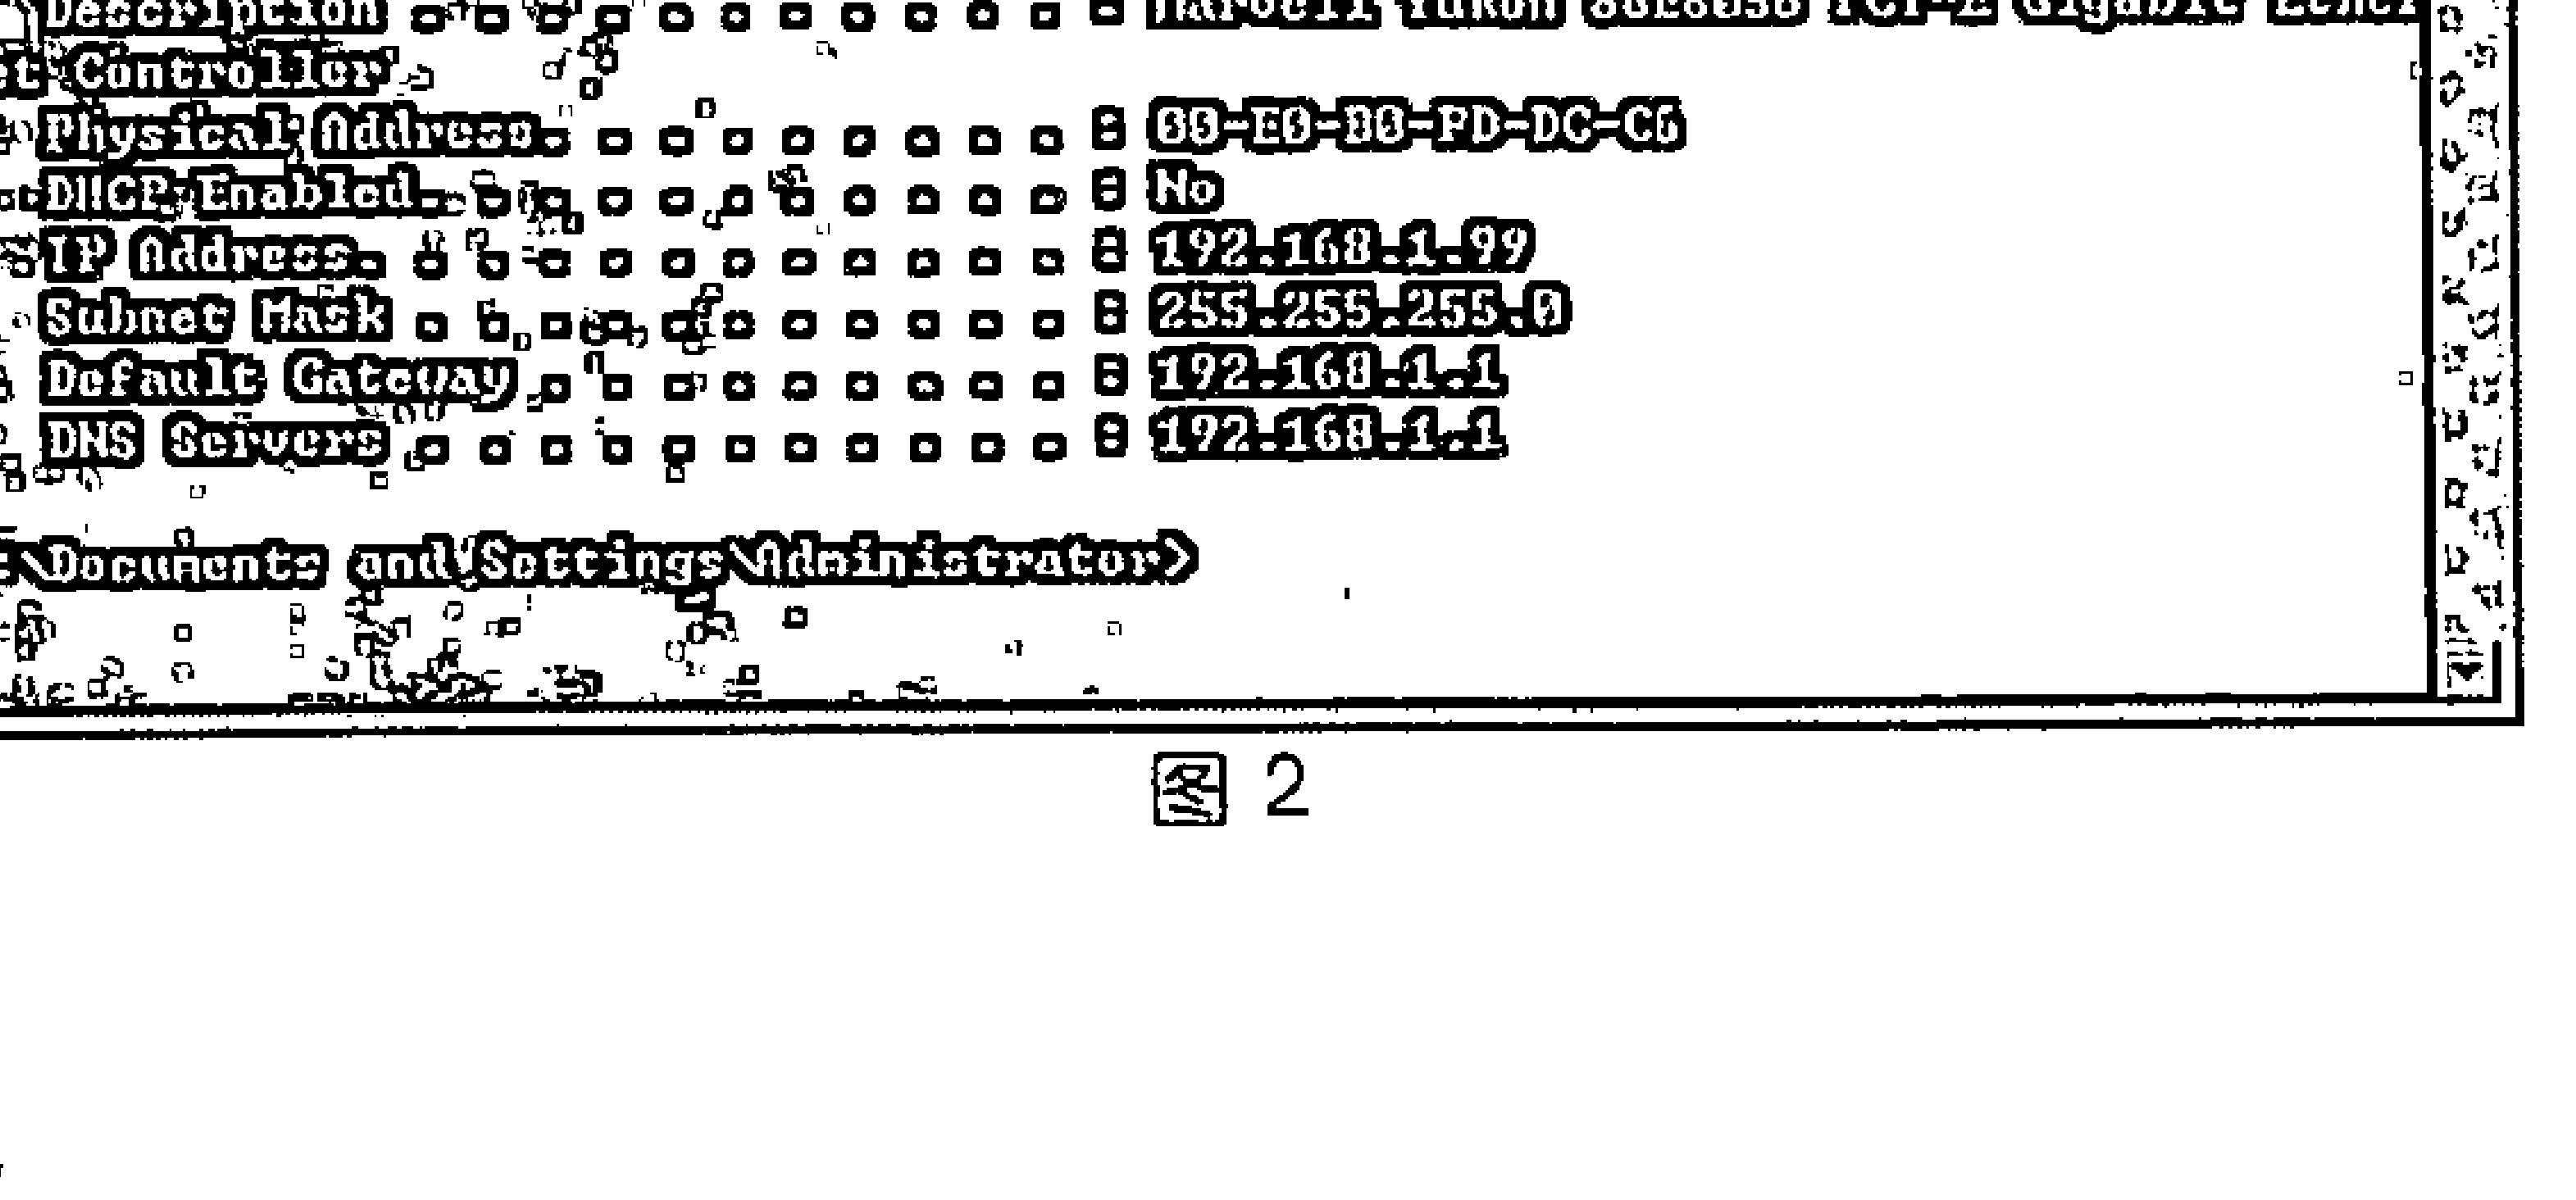 Description . . . . . . . . . . . : Marvell Yukon 88E8056 PCI-E Gigabit Ether
et Controller
Physical Address. . . . . . . . . : 00-E0-B0-FD-DC-C6
DHCP Enabled. . . . . . . . . . . : No
IP Address. . . . . . . . . . . . : 192.168.1.99
Subnet Mask . . . . . . . . . . . : 255.255.255.0
Default Gateway . . . . . . . . . : 192.168.1.1
DNS Servers . . . . . . . . . . . : 192.168.1.1
:\Documents and Settings\Administrator>
图 2